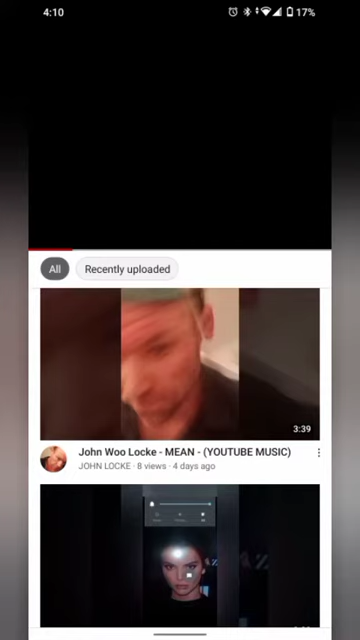 4:10
17%
All
Recently uploaded
3:39
John Woo Locke - MEAN - (YOUTUBE MUSIC)
JOHN LOCKE · 8 views · 4 days ago